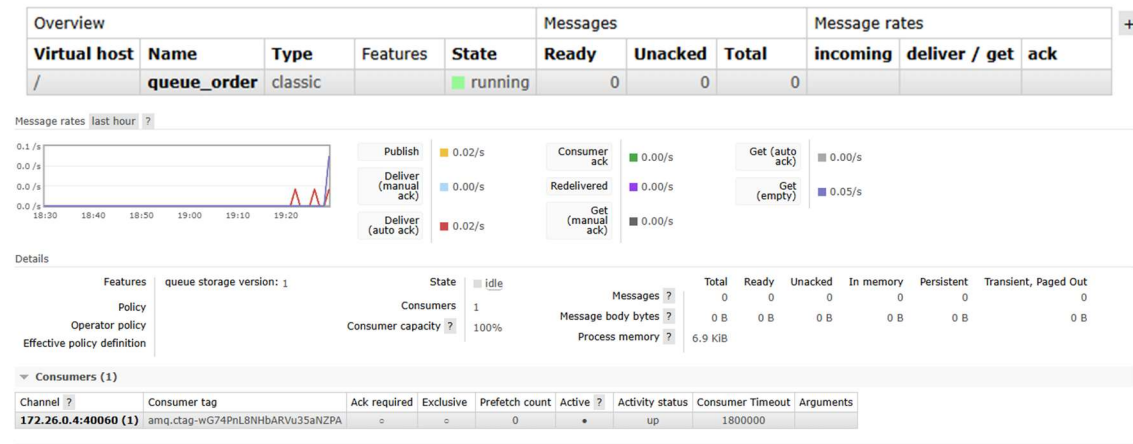 Overview Messages Message rates +
Virtual host Name Type Features State Ready Unacked Total incoming deliver / get ack
/ queue_order classic running 0 0 0
Message rates last hour ?
0.1 /s
0.0 /s
0.0 /s
0.0 /s
18:30 18:40 18:50 19:00 19:10 19:20
Publish 0.02/s
Deliver (manual ack) 0.00/s
Deliver (auto ack) 0.02/s
Consumer ack 0.00/s
Redelivered 0.00/s
Get (manual ack) 0.00/s
Get (auto ack) 0.00/s
Get (empty) 0.05/s
Details
Features queue storage version: 1
Policy
Operator policy
Effective policy definition
State idle
Consumers 1
Consumer capacity ? 100%
Total Ready Unacked In memory Persistent Transient, Paged Out
Messages ? 0 0 0 0 0 0
Message body bytes ? 0 B 0 B 0 B 0 B 0 B 0 B
Process memory ? 6.9 KiB
Consumers (1)
Channel ? Consumer tag Ack required Exclusive Prefetch count Active ? Activity status Consumer Timeout Arguments
172.26.0.4:40060 (1) amq.ctag-wG74PnL8NHbARVu35aNZPA ○ ○ 0 ● up 1800000